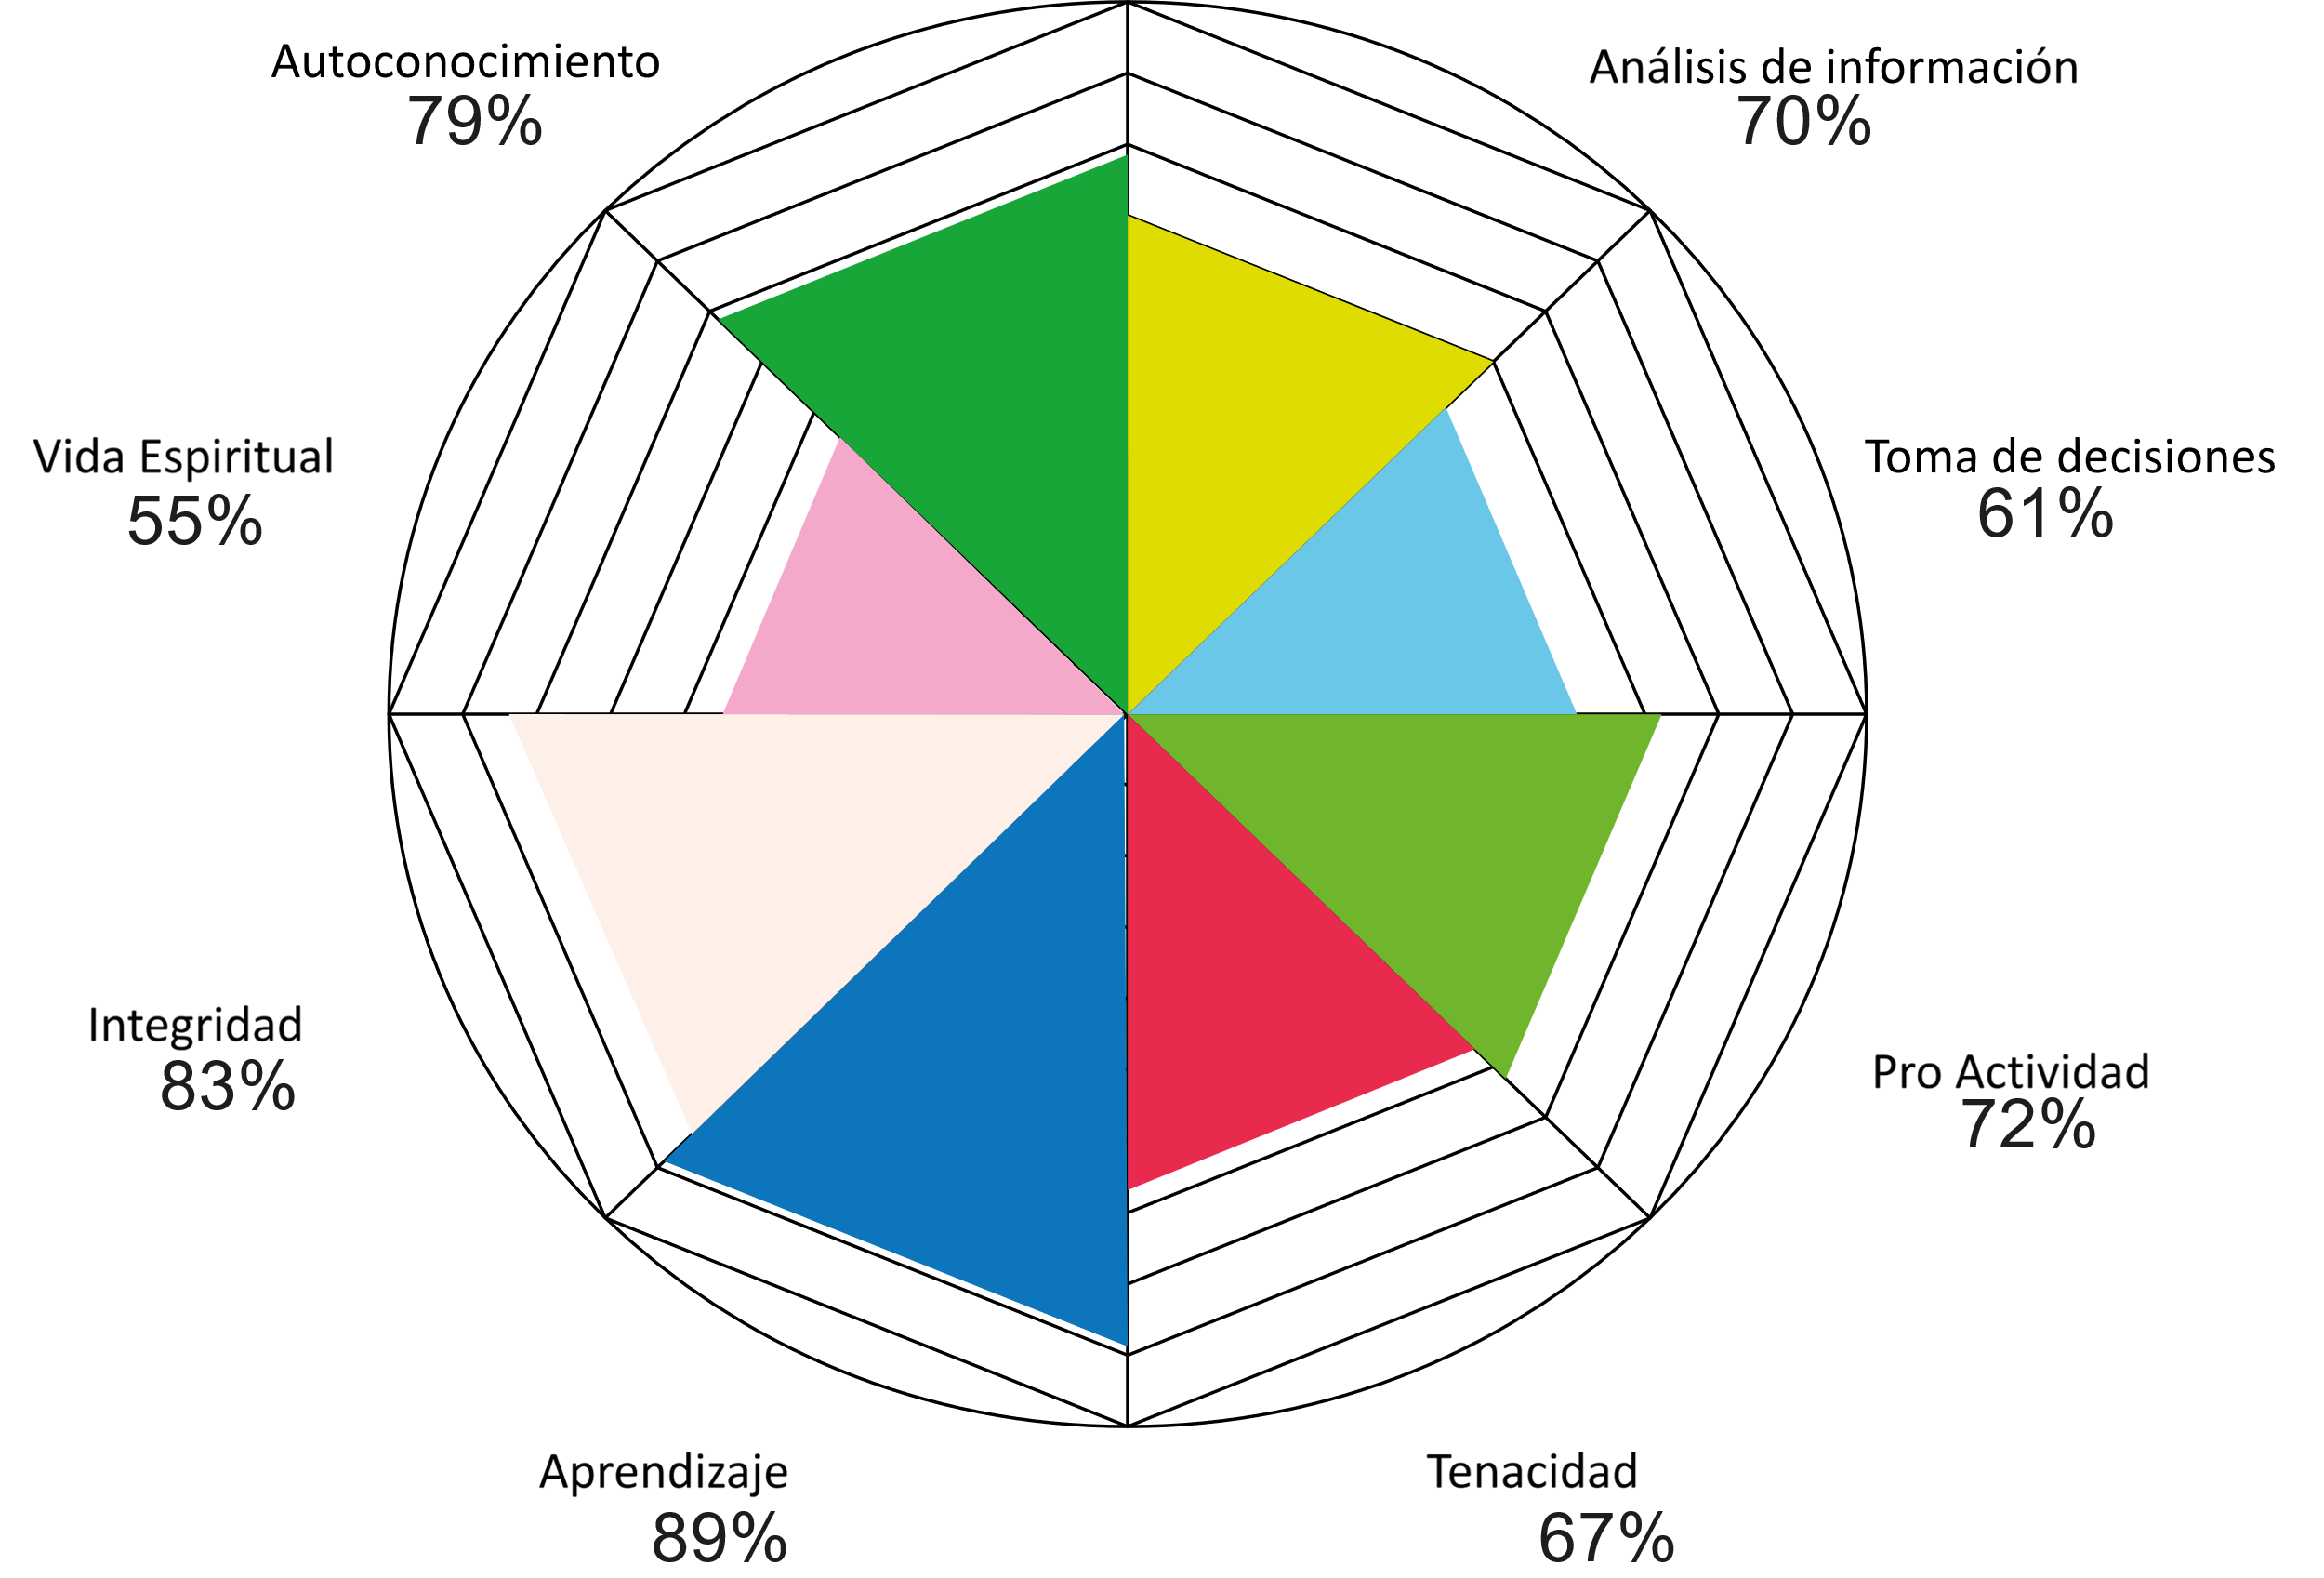 Autoconocimiento
79%
Análisis de información
70%
Vida Espiritual
55%
Toma de decisiones
61%
Integridad
83%
Pro Actividad
72%
Aprendizaje
89%
Tenacidad
67%